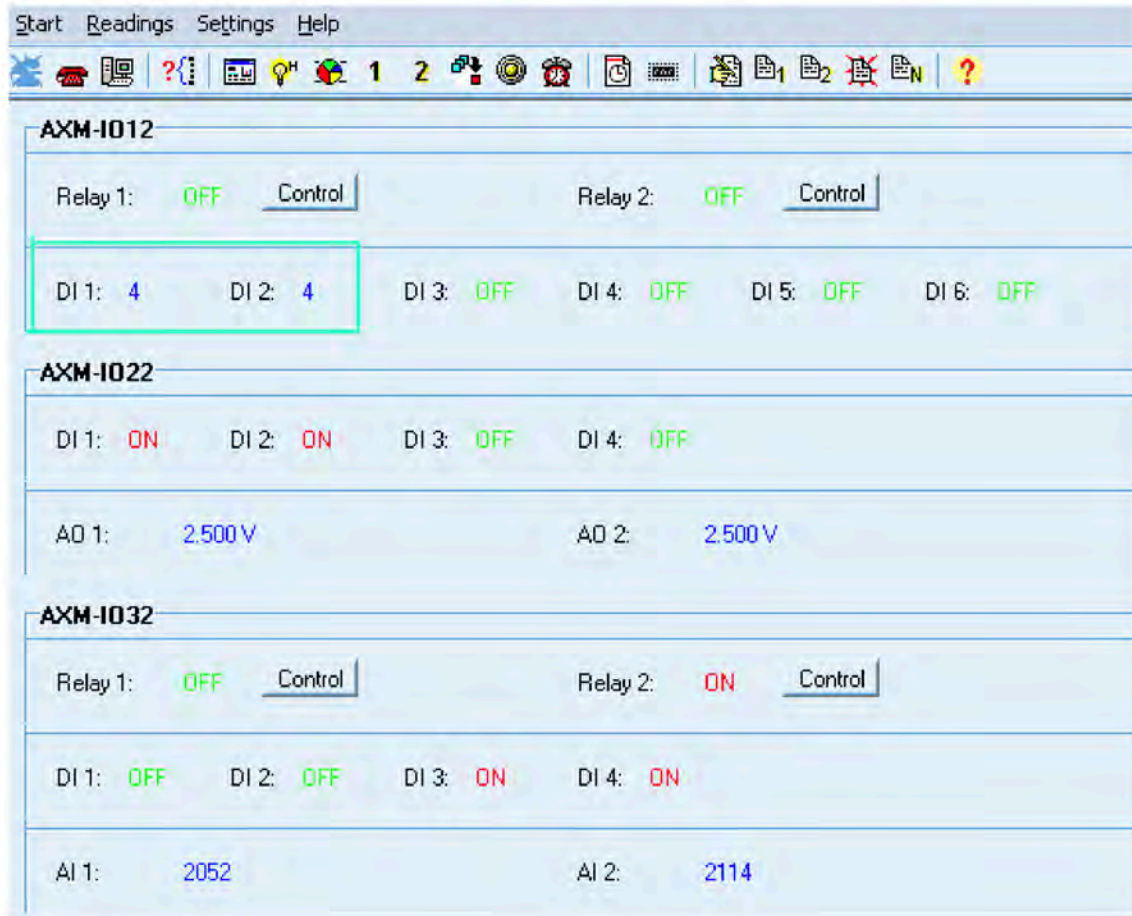 Start Readings Settings Help
?{} H 1 2 1 2 N ?
AXM-IO12
Relay 1: OFF Control Relay 2: OFF Control
DI 1: 4 DI 2: 4 DI 3: OFF DI 4: OFF DI 5: OFF DI 6: OFF
AXM-IO22
DI 1: ON DI 2: ON DI 3: OFF DI 4: OFF
AO 1: 2.500 V AO 2: 2.500 V
AXM-IO32
Relay 1: OFF Control Relay 2: ON Control
DI 1: OFF DI 2: OFF DI 3: ON DI 4: ON
AI 1: 2052 AI 2: 2114